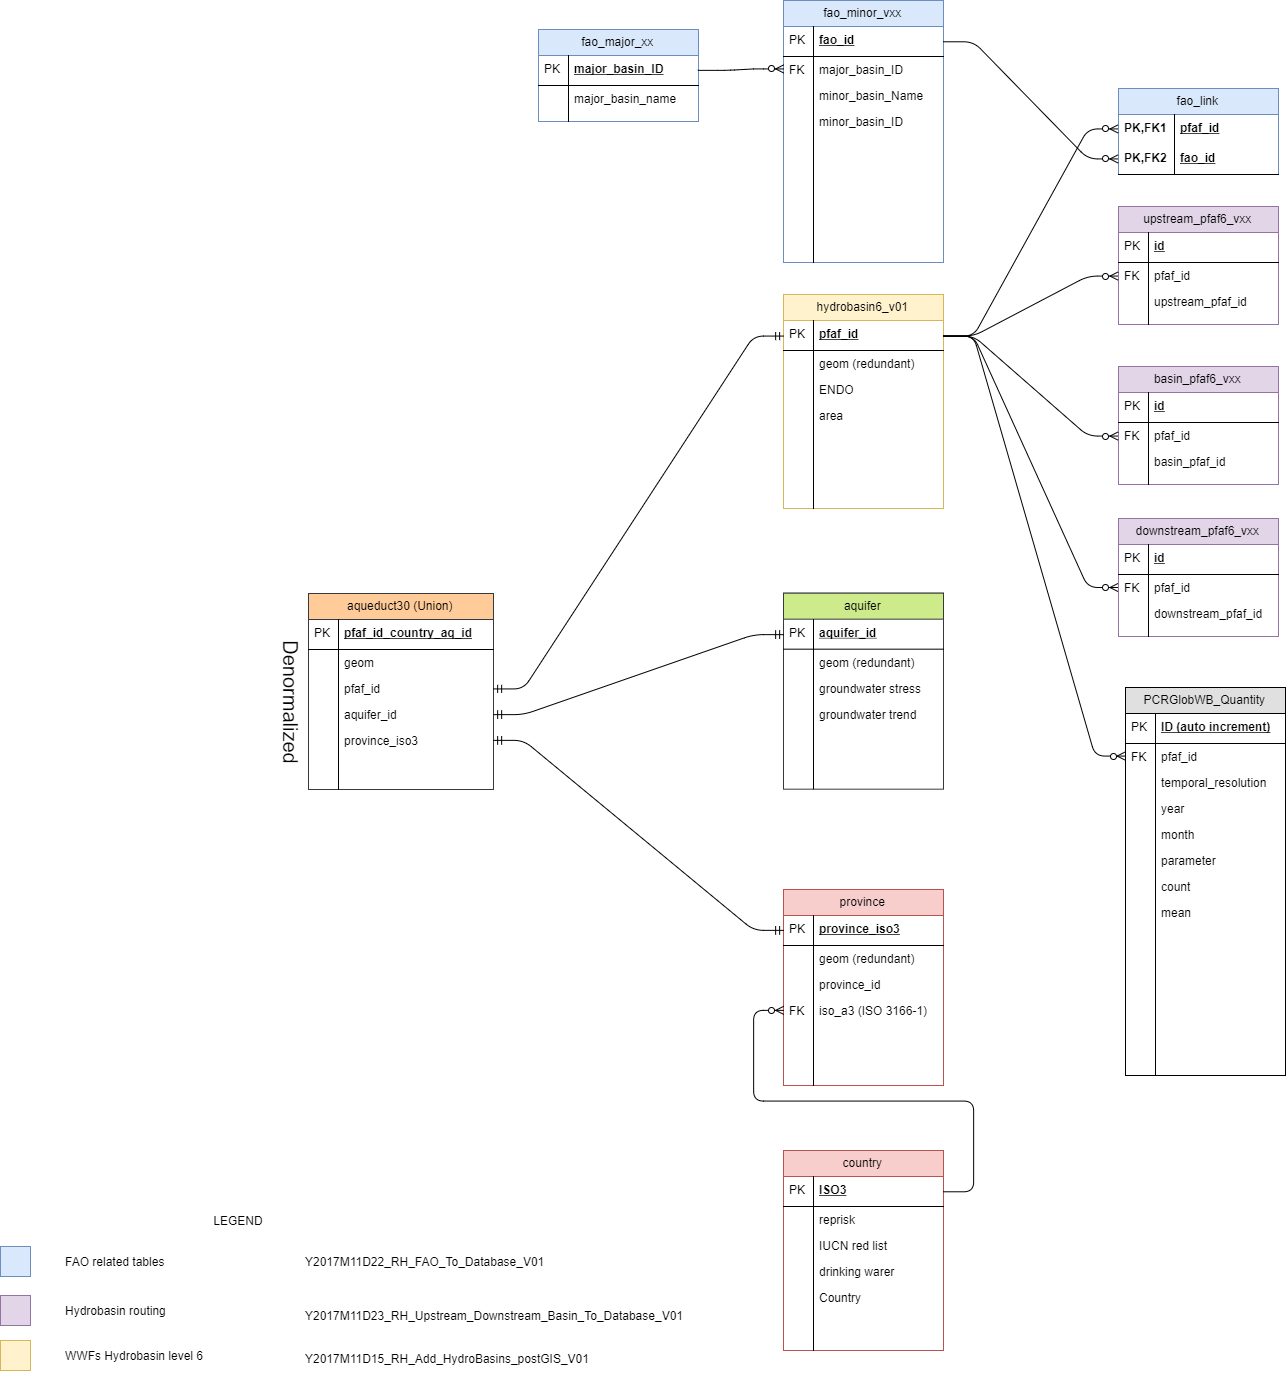 fao_major_xx
PK major_basin_ID
major_basin_name
fao_minor_vxx
PK fao_id
FK major_basin_ID
minor_basin_Name
minor_basin_ID
fao_link
PK,FK1 pfaf_id
PK,FK2 fao_id
upstream_pfaf6_vxx
PK id
FK pfaf_id
upstream_pfaf_id
hydrobasin6_v01
PK pfaf_id
geom (redundant)
ENDO
area
basin_pfaf6_vxx
PK id
FK pfaf_id
basin_pfaf_id
downstream_pfaf6_vxx
PK id
FK pfaf_id
downstream_pfaf_id
Denormalized
aqueduct30 (Union)
PK pfaf_id_country_aq_id
geom
pfaf_id
aquifer_id
province_iso3
aquifer
PK aquifer_id
geom (redundant)
groundwater stress
groundwater trend
PCRGlobWB_Quantity
PK ID (auto increment)
FK pfaf_id
temporal_resolution
year
month
parameter
count
mean
province
PK province_iso3
geom (redundant)
province_id
FK iso_a3 (ISO 3166-1)
country
PK ISO3
reprisk
IUCN red list
drinking warer
Country
LEGEND
FAO related tables Y2017M11D22_RH_FAO_To_Database_V01
Hydrobasin routing Y2017M11D23_RH_Upstream_Downstream_Basin_To_Database_V01
WWFs Hydrobasin level 6 Y2017M11D15_RH_Add_HydroBasins_postGIS_V01